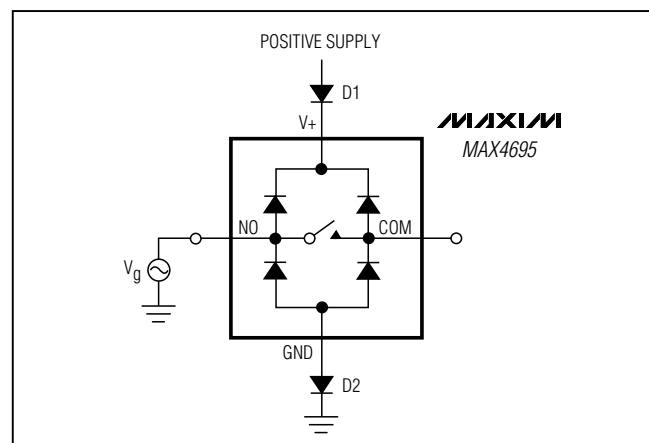 POSITIVE SUPPLY
D1
V+
MAXIM
MAX4695
NO
COM
Vg
GND
D2